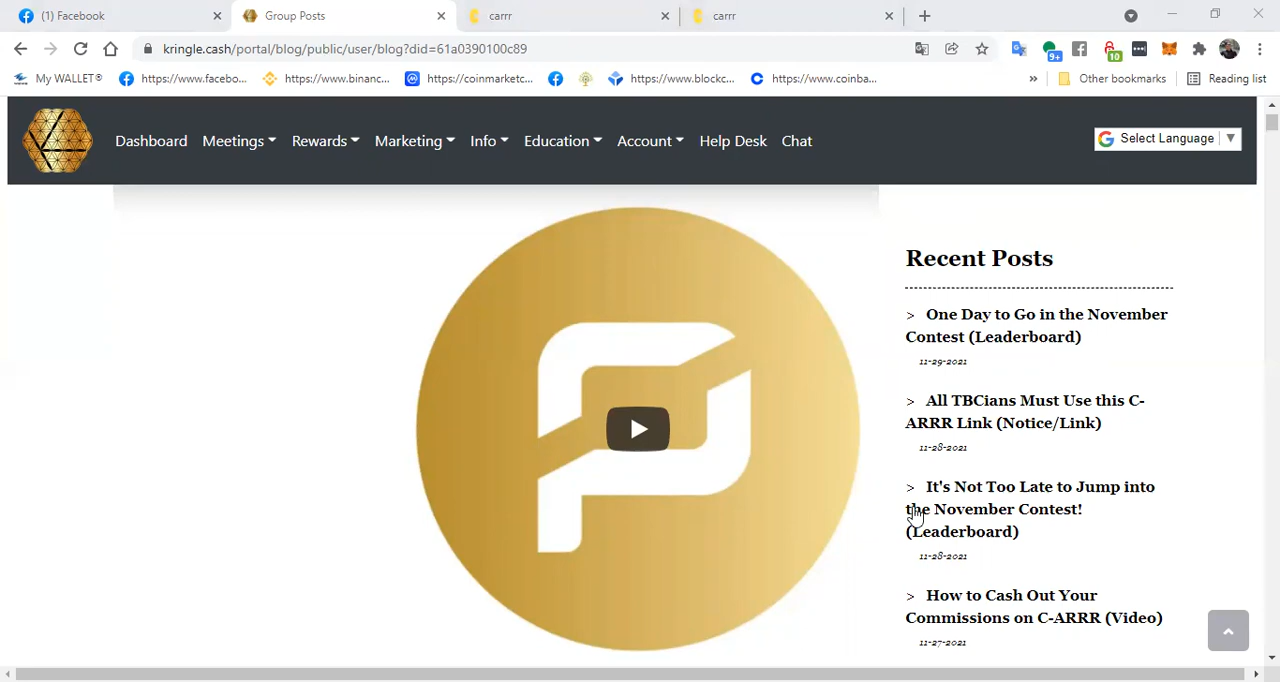 (1) Facebook
Group Posts
carrr
carrr
kringle.cash/portal/blog/public/user/blog?did=61a0390100c89
9+
10
My WALLET®
https://www.facebo...
https://www.binanc...
https://coinmarketc...
https://www.blockc...
https://www.coinba...
»
Other bookmarks
Reading list
Dashboard
Meetings
Rewards
Marketing
Info
Education
Account
Help Desk
Chat
Select Language
Recent Posts
> One Day to Go in the November
Contest (Leaderboard)
11-29-2021
> All TBCians Must Use this C-
ARRR Link (Notice/Link)
11-28-2021
> It's Not Too Late to Jump into
the November Contest!
(Leaderboard)
11-28-2021
> How to Cash Out Your
Commissions on C-ARRR (Video)
11-27-2021